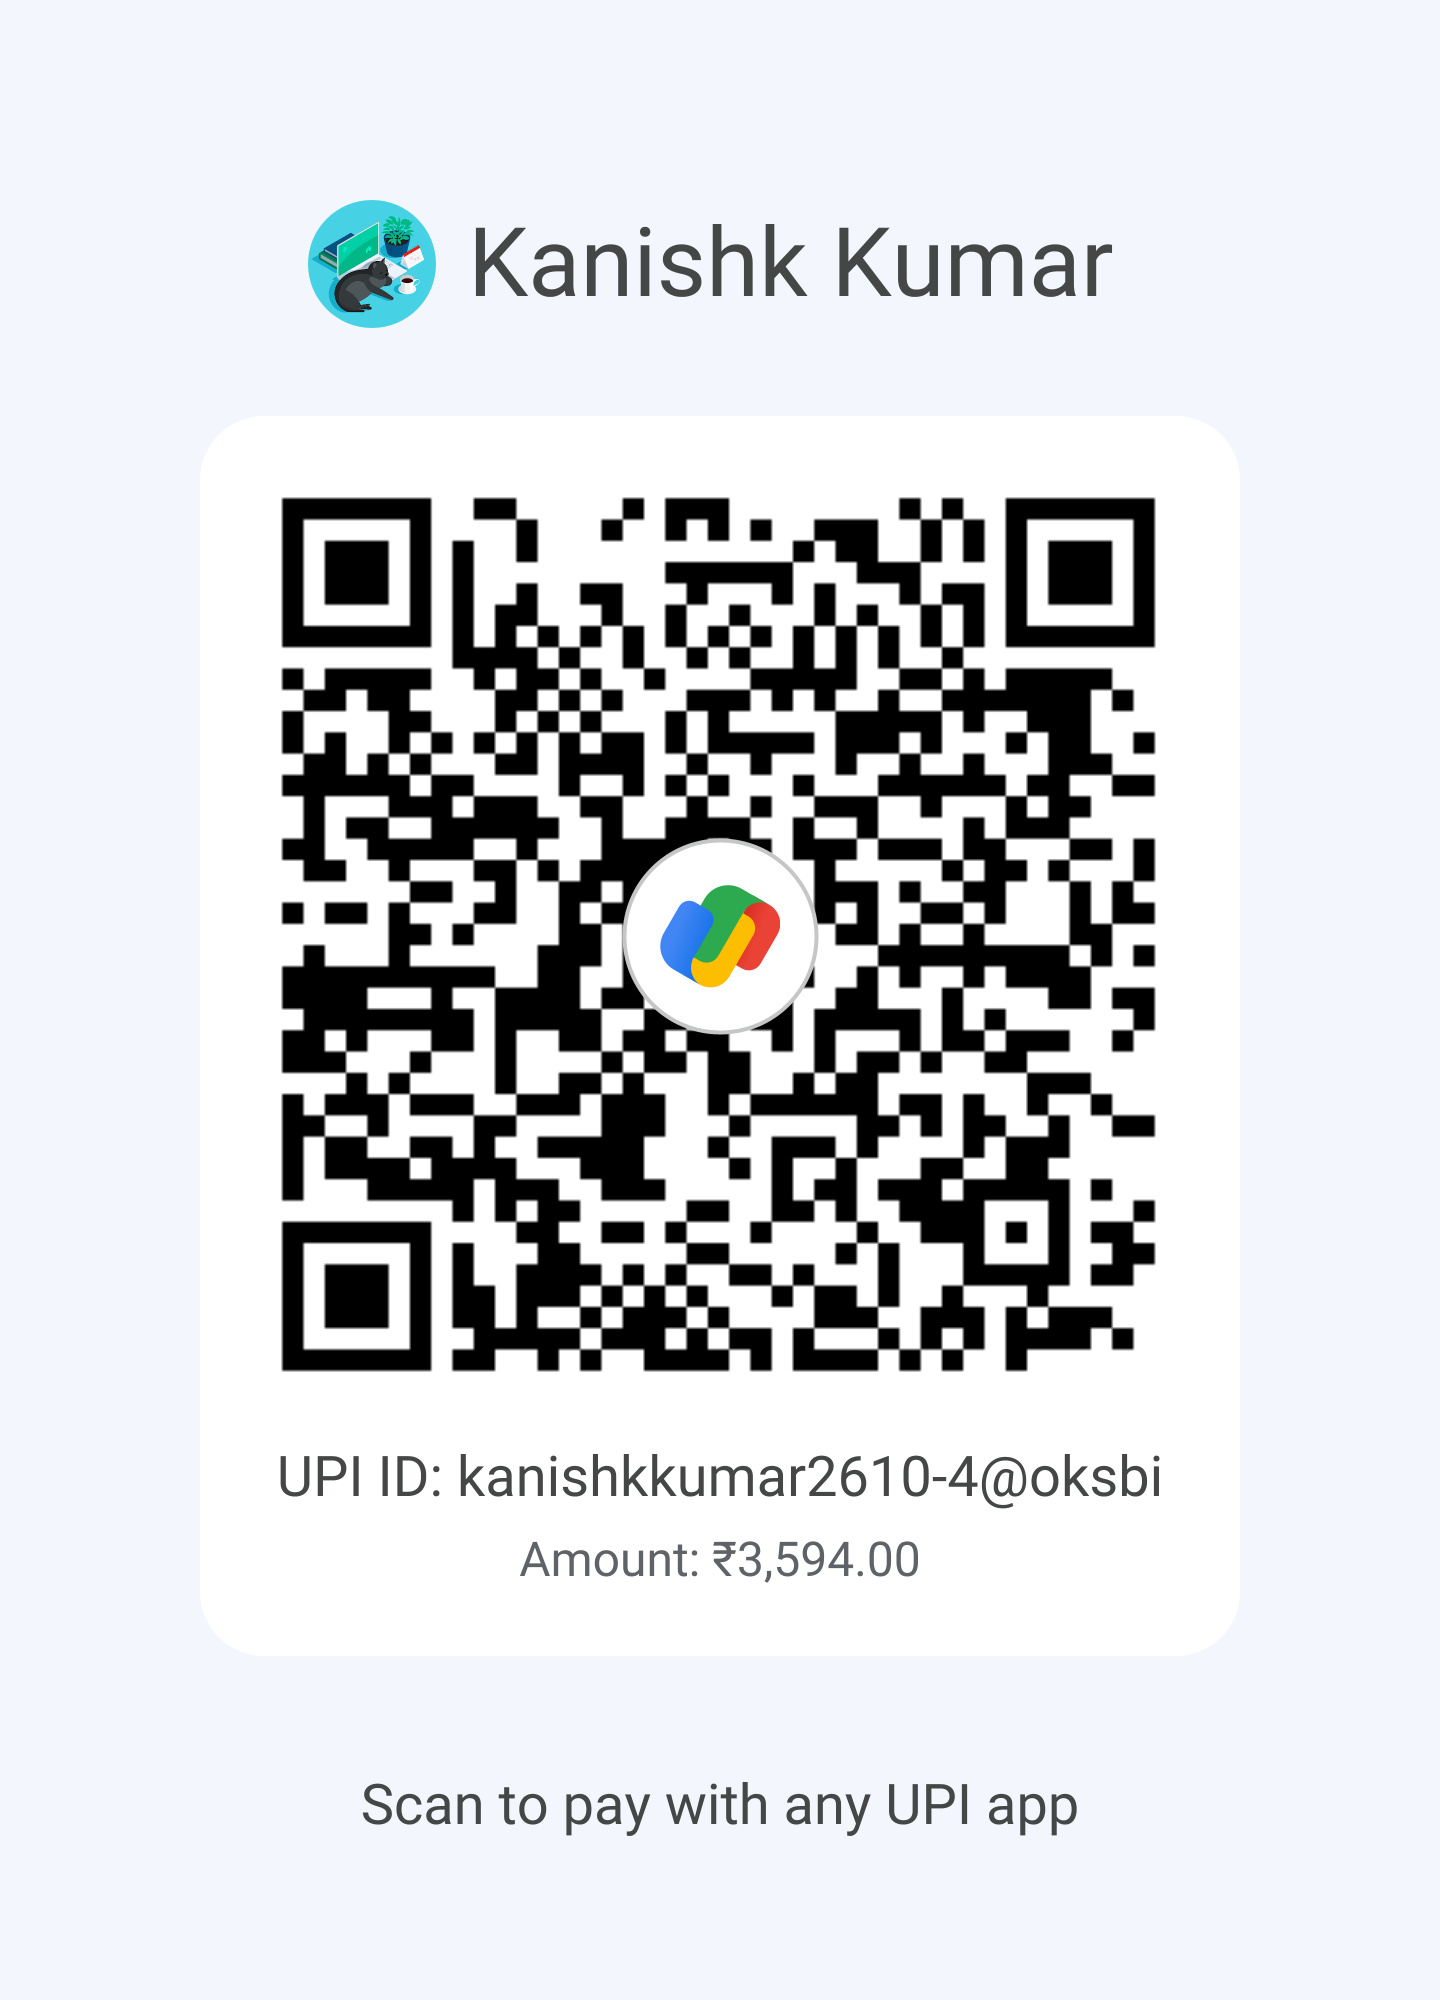 Kanishk Kumar
UPI ID: kanishkkumar2610-4@oksbi
Amount: ₹3,594.00
Scan to pay with any UPI app